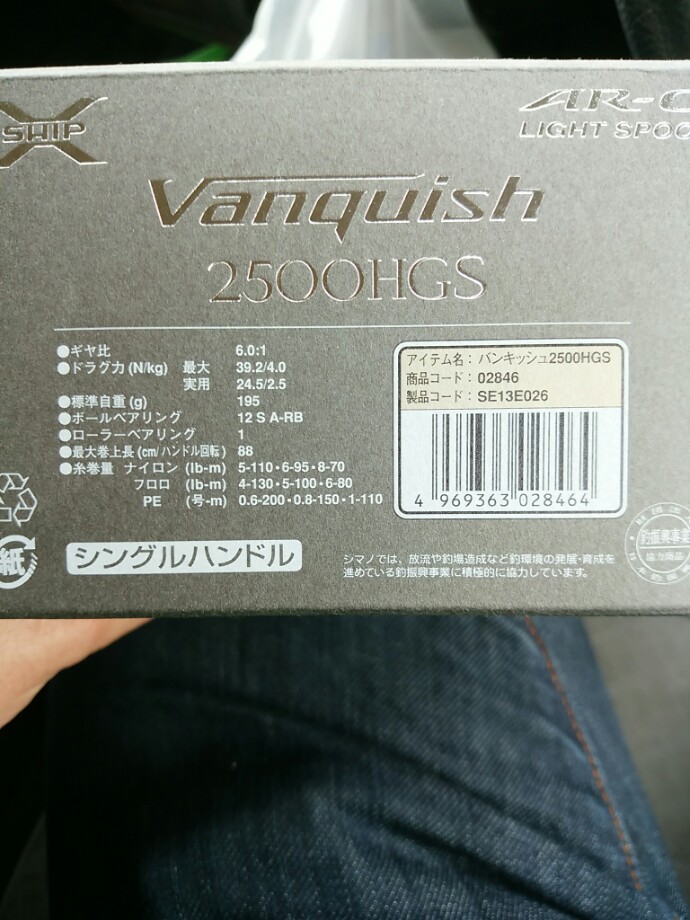 X SHIP
AR-C
LIGHT SPOO
Vanquish
2500HGS
●ギヤ比 6.0:1
●ドラグ力(N/kg) 最大 39.2/4.0
実用 24.5/2.5
●標準自重(g) 195
●ボールベアリング 12 S A-RB
●ローラーベアリング 1
●最大巻上長(cm/ハンドル1回転) 88
●糸巻量 ナイロン (lb-m) 5-110・6-95・8-70
フロロ (lb-m) 4-130・5-100・6-80
PE (号-m) 0.6-200・0.8-150・1-110
アイテム名:バンキッシュ2500HGS
商品コード:02846
製品コード:SE13E026
4 969363 028464
紙
シングルハンドル
シマノでは、放流や釣場造成など釣環境の発展・育成を
進めている釣振興事業に積極的に協力しています。
釣振興事業
協力商品